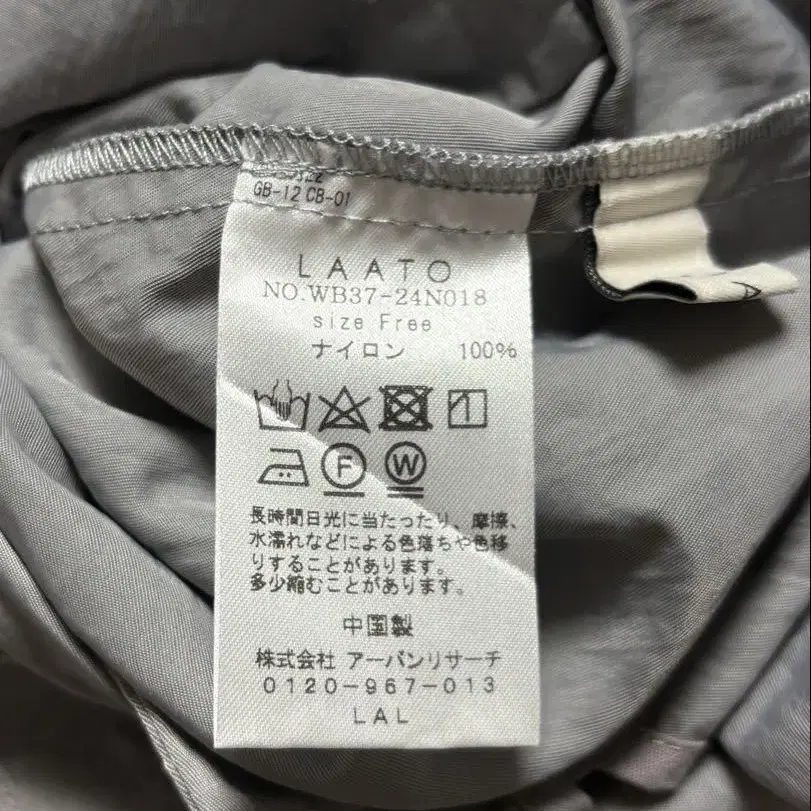 GB-12 CB-01
LAATO
NO.WB37-24N018
size Free
ナイロン 100%
F W
長時間日光に当たったり、摩擦、
水濡れなどによる色落ちや色移
りすることがあります。
多少縮むことがあります。
中国製
株式会社 アーバンリサーチ
0120-967-013
LAL